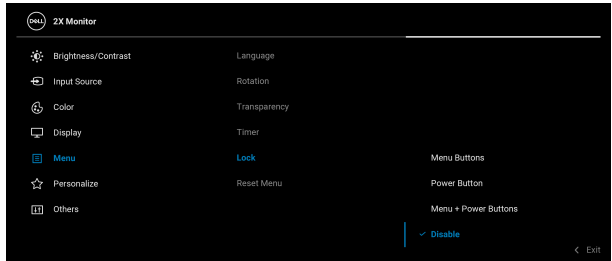 DELL 2X Monitor
Brightness/Contrast Language
Input Source Rotation
Color Transparency
Display Timer
Menu Lock Menu Buttons
Personalize Reset Menu Power Button
Others Menu + Power Buttons
Disable
Exit